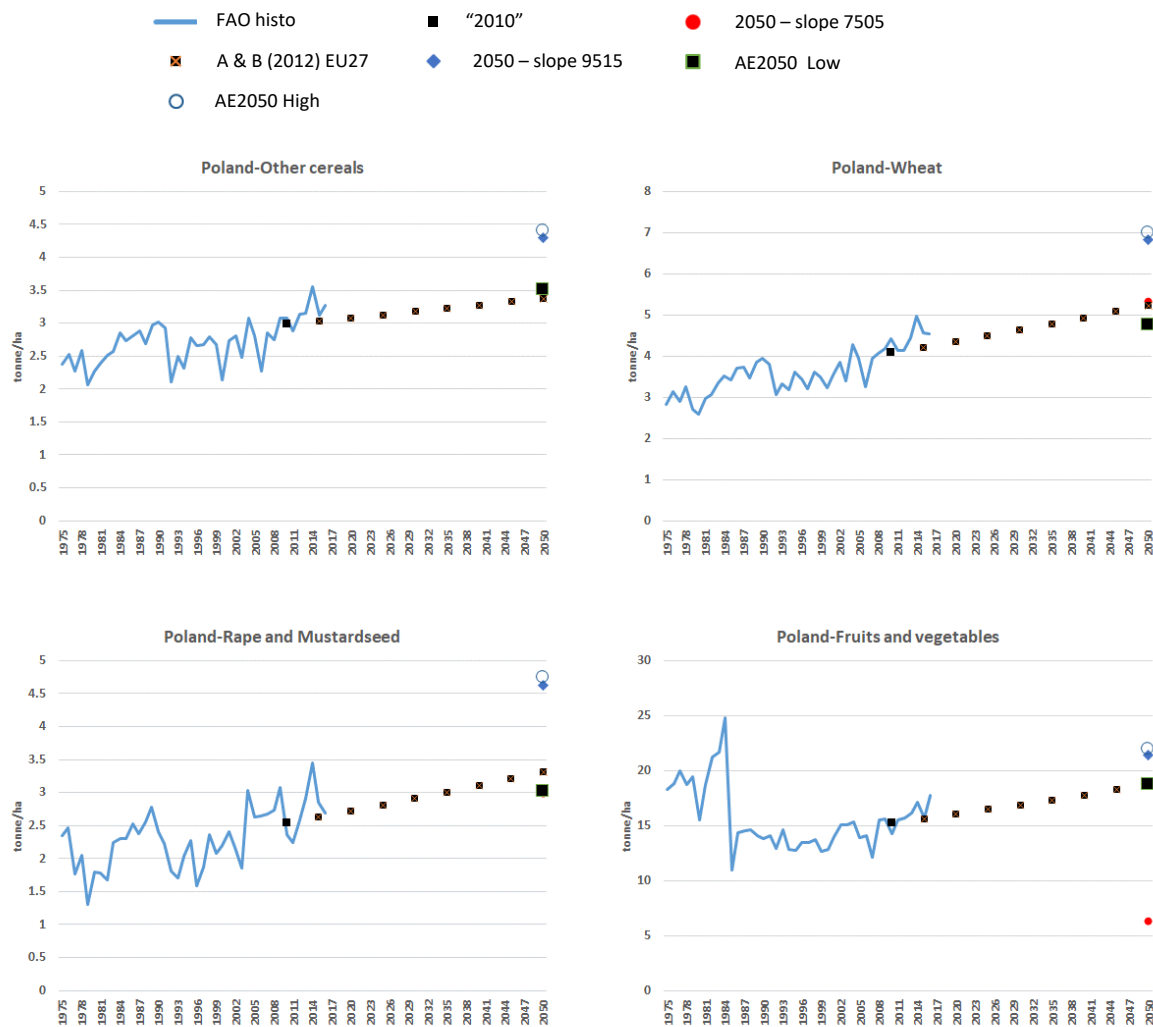 FAO histo
“2010”
2050 – slope 7505
A & B (2012) EU27
2050 – slope 9515
AE2050 Low
AE2050 High
Poland-Other cereals
5
4.5
4
3.5
3
2.5
2
1.5
1
0.5
0
tonne/ha
1975 1978 1981 1984 1987 1990 1993 1996 1999 2002 2005 2008 2011 2014 2017 2020 2023 2026 2029 2032 2035 2038 2041 2044 2047 2050
Poland-Wheat
8
7
6
5
4
3
2
1
0
tonne/ha
1975 1978 1981 1984 1987 1990 1993 1996 1999 2002 2005 2008 2011 2014 2017 2020 2023 2026 2029 2032 2035 2038 2041 2044 2047 2050
Poland-Rape and Mustardseed
5
4.5
4
3.5
3
2.5
2
1.5
1
0.5
0
tonne/ha
1975 1978 1981 1984 1987 1990 1993 1996 1999 2002 2005 2008 2011 2014 2017 2020 2023 2026 2029 2032 2035 2038 2041 2044 2047 2050
Poland-Fruits and vegetables
30
25
20
15
10
5
0
tonne/ha
1975 1978 1981 1984 1987 1990 1993 1996 1999 2002 2005 2008 2011 2014 2017 2020 2023 2026 2029 2032 2035 2038 2041 2044 2047 2050